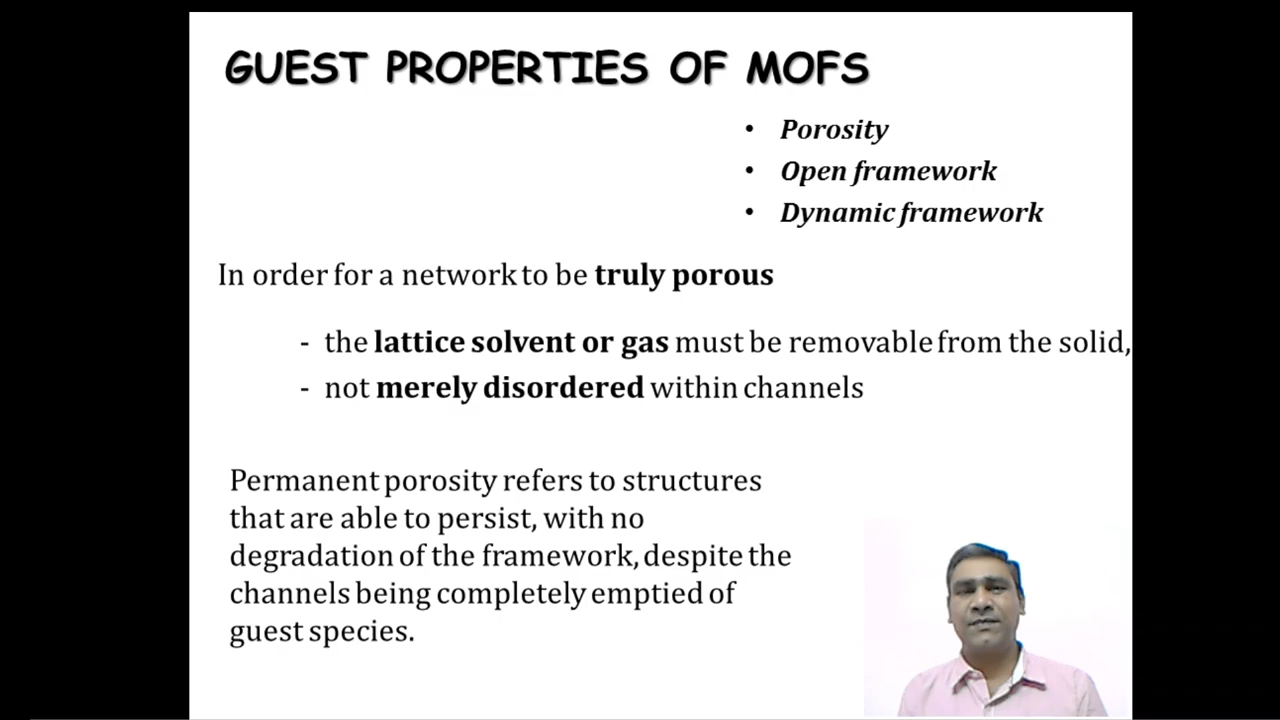 GUEST PROPERTIES OF MOFS
• Porosity
• Open framework
• Dynamic framework
In order for a network to be truly porous
- the lattice solvent or gas must be removable from the solid,
- not merely disordered within channels
Permanent porosity refers to structures
that are able to persist, with no
degradation of the framework, despite the
channels being completely emptied of
guest species.